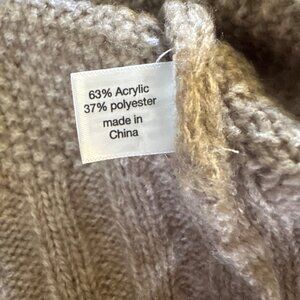 63% Acrylic
37% polyester
made in
China